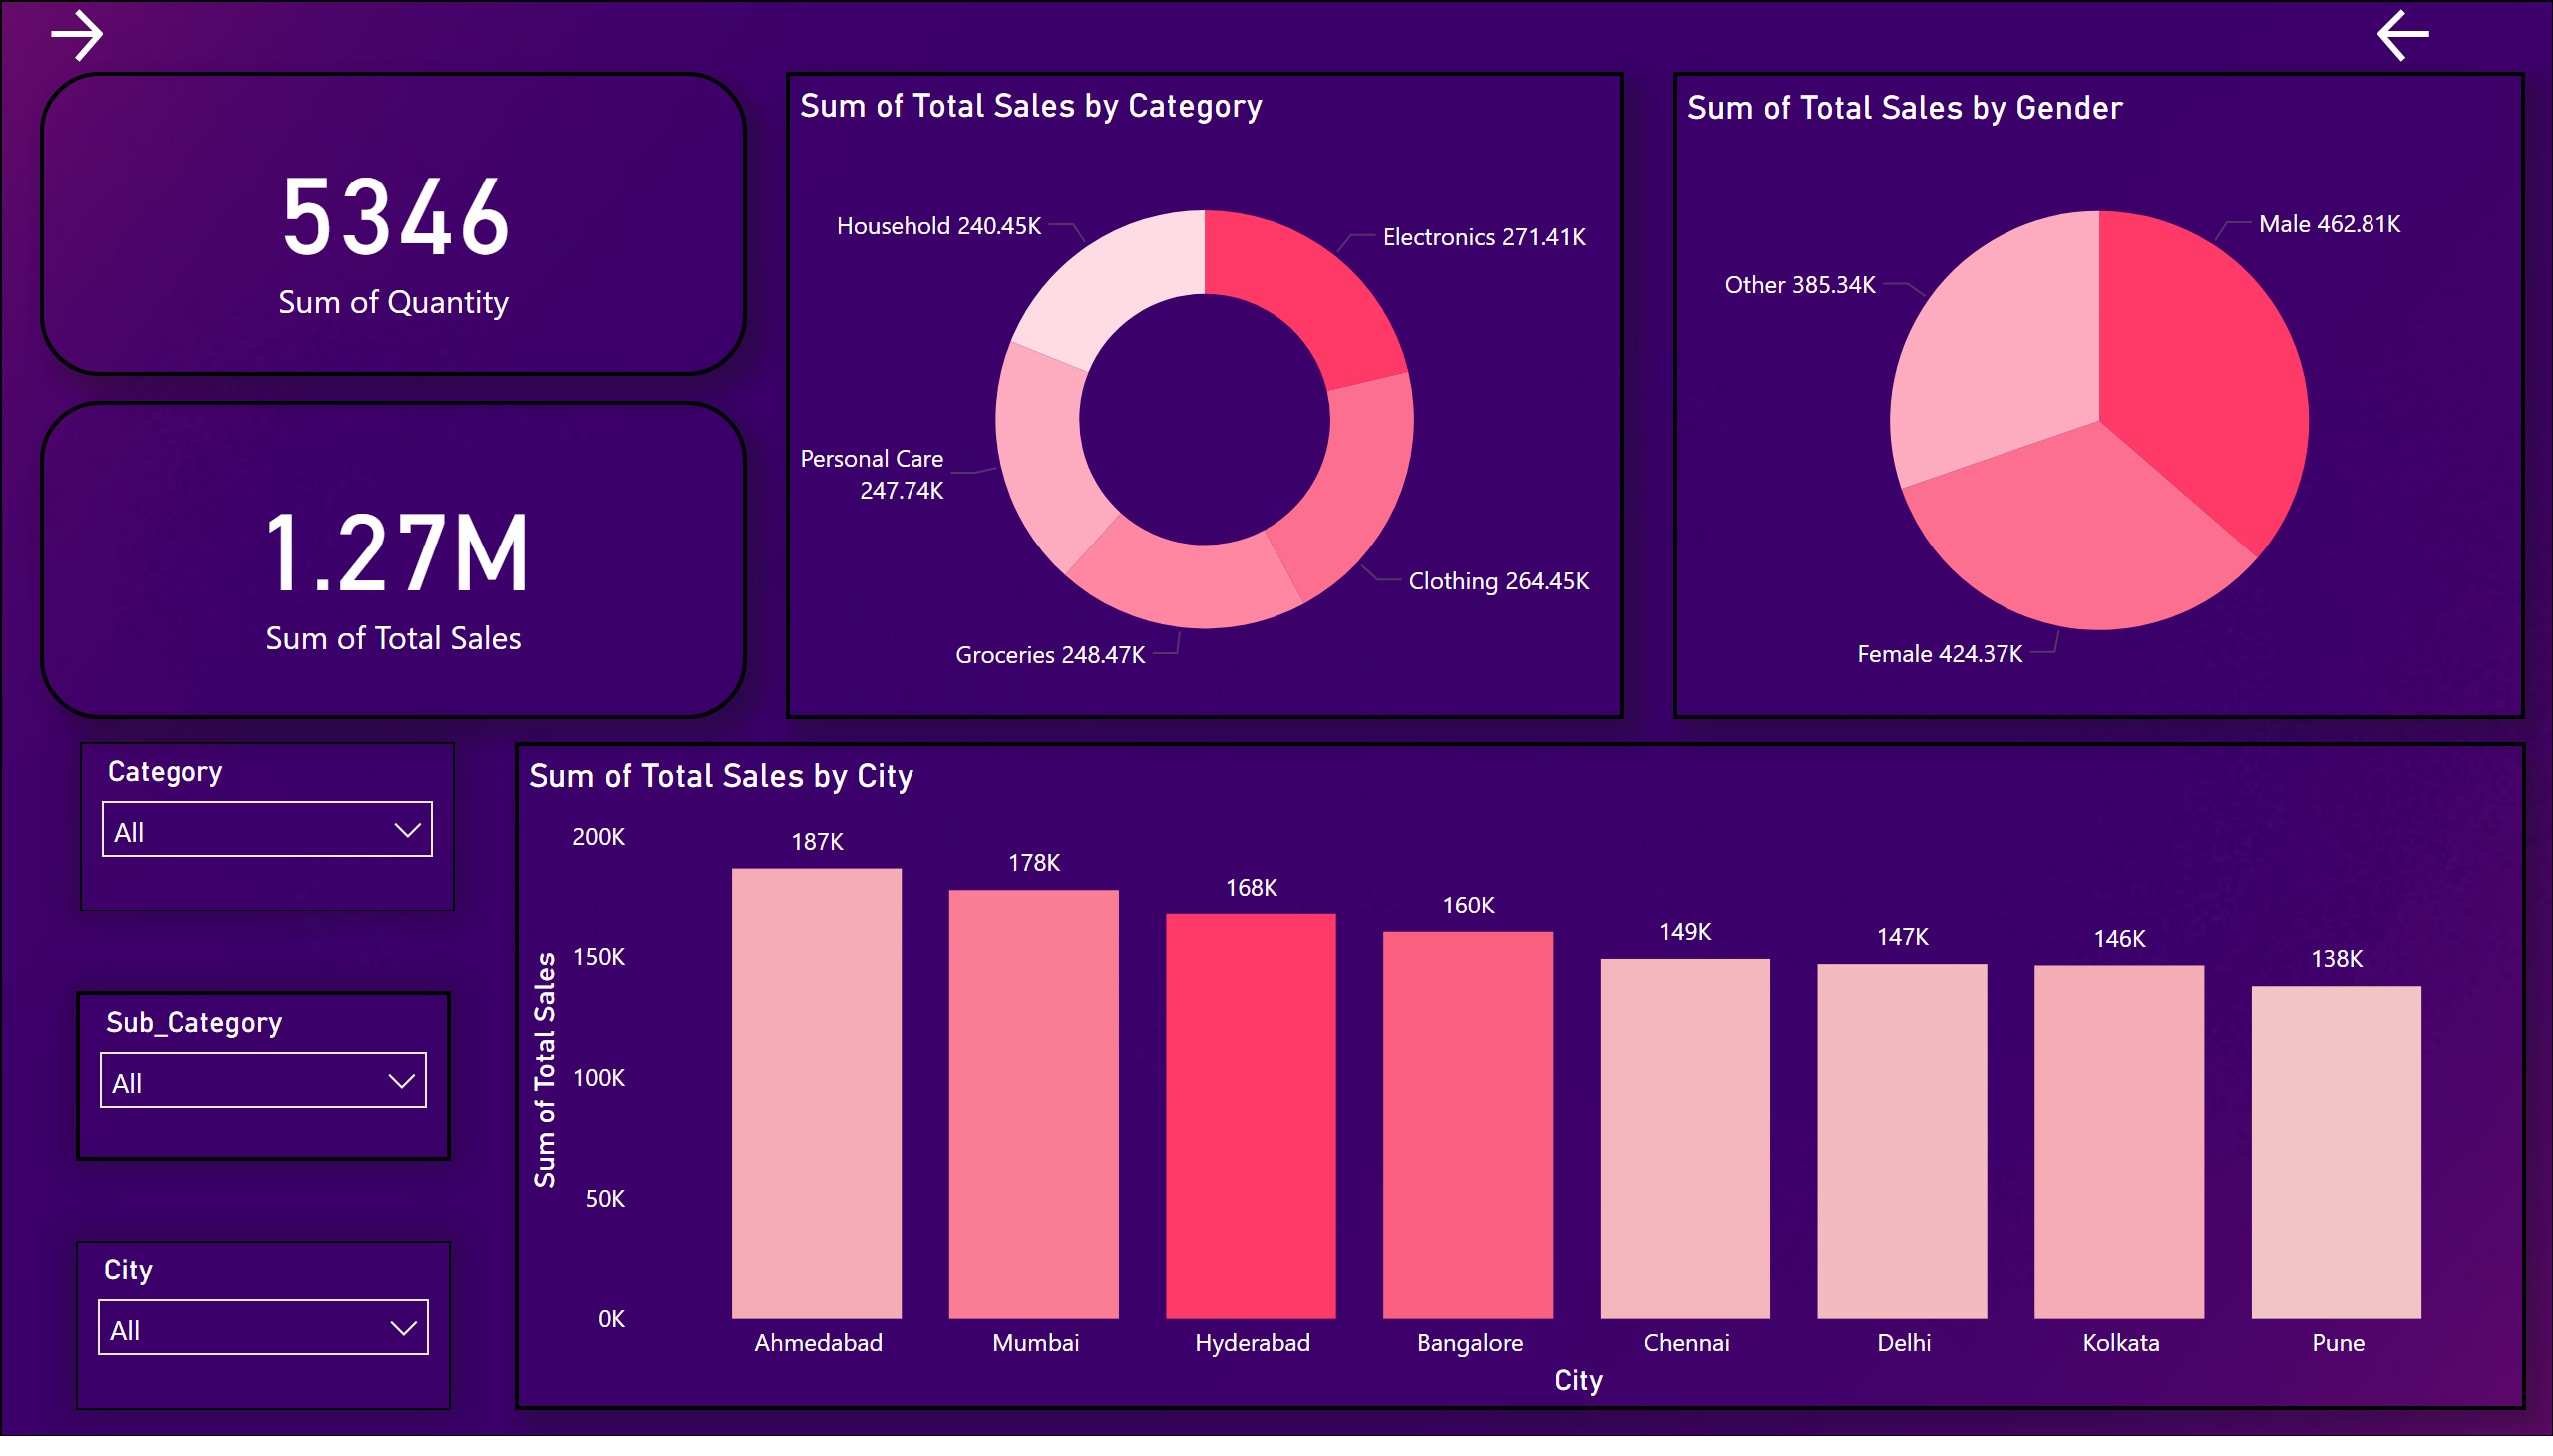 5346
Sum of Quantity
1.27M
Sum of Total Sales
Sum of Total Sales by Category
Household 240.45K
Electronics 271.41K
Personal Care
247.74K
Clothing 264.45K
Groceries 248.47K
Sum of Total Sales by Gender
Male 462.81K
Other 385.34K
Female 424.37K
Category
All
Sub_Category
All
City
All
Sum of Total Sales by City
Sum of Total Sales
200K
150K
100K
50K
0K
187K
178K
168K
160K
149K
147K
146K
138K
Ahmedabad
Mumbai
Hyderabad
Bangalore
Chennai
Delhi
Kolkata
Pune
City